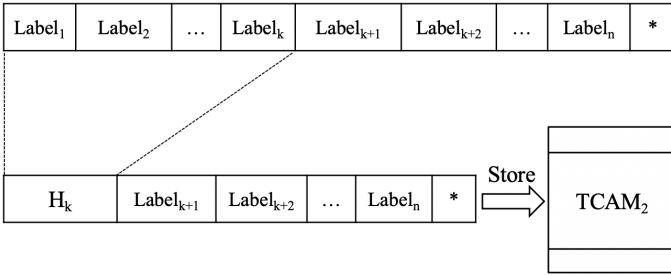 Label₁ Label₂ … Labelₖ Labelₖ₊₁ Labelₖ₊₂ … Labelₙ *
Store
Hₖ Labelₖ₊₁ Labelₖ₊₂ … Labelₙ * TCAM₂